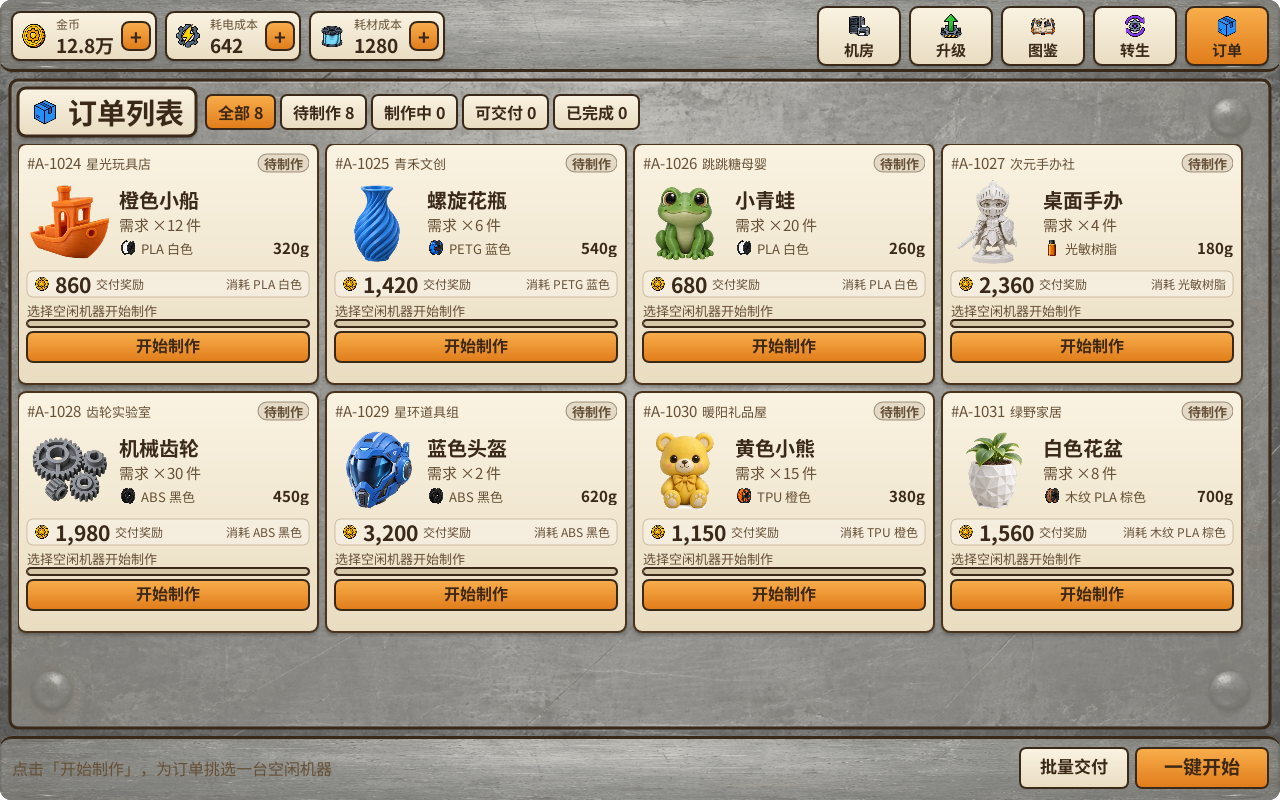 金币
12.8万
+
耗电成本
642
+
耗材成本
1280
+
机房
升级
图鉴
转生
订单
订单列表
全部 8
待制作 8
制作中 0
可交付 0
已完成 0
#A-1024 星光玩具店
待制作
橙色小船
需求 ×12 件
PLA 白色
320g
860 交付奖励
消耗 PLA 白色
选择空闲机器开始制作
开始制作
#A-1025 青禾文创
待制作
螺旋花瓶
需求 ×6 件
PETG 蓝色
540g
1,420 交付奖励
消耗 PETG 蓝色
选择空闲机器开始制作
开始制作
#A-1026 跳跳糖母婴
待制作
小青蛙
需求 ×20 件
PLA 白色
260g
680 交付奖励
消耗 PLA 白色
选择空闲机器开始制作
开始制作
#A-1027 次元手办社
待制作
桌面手办
需求 ×4 件
光敏树脂
180g
2,360 交付奖励
消耗 光敏树脂
选择空闲机器开始制作
开始制作
#A-1028 齿轮实验室
待制作
机械齿轮
需求 ×30 件
ABS 黑色
450g
1,980 交付奖励
消耗 ABS 黑色
选择空闲机器开始制作
开始制作
#A-1029 星环道具组
待制作
蓝色头盔
需求 ×2 件
ABS 黑色
620g
3,200 交付奖励
消耗 ABS 黑色
选择空闲机器开始制作
开始制作
#A-1030 暖阳礼品屋
待制作
黄色小熊
需求 ×15 件
TPU 橙色
380g
1,150 交付奖励
消耗 TPU 橙色
选择空闲机器开始制作
开始制作
#A-1031 绿野家居
待制作
白色花盆
需求 ×8 件
木纹 PLA 棕色
700g
1,560 交付奖励
消耗 木纹 PLA 棕色
选择空闲机器开始制作
开始制作
点击「开始制作」，为订单挑选一台空闲机器
批量交付
一键开始